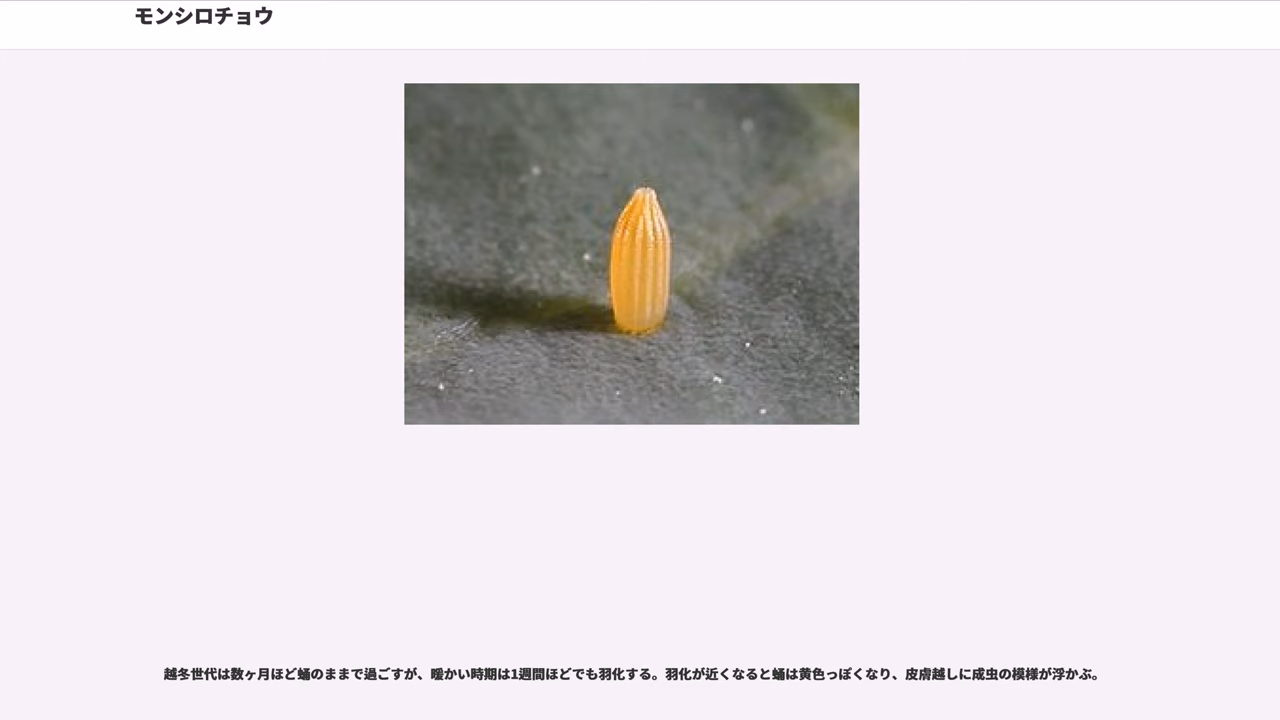 モンシロチョウ
越冬世代は数ヶ月ほど蛹のままで過ごすが、暖かい時期は1週間ほどでも羽化する。羽化が近くなると蛹は黄色っぽくなり、皮膚越しに成虫の模様が浮かぶ。